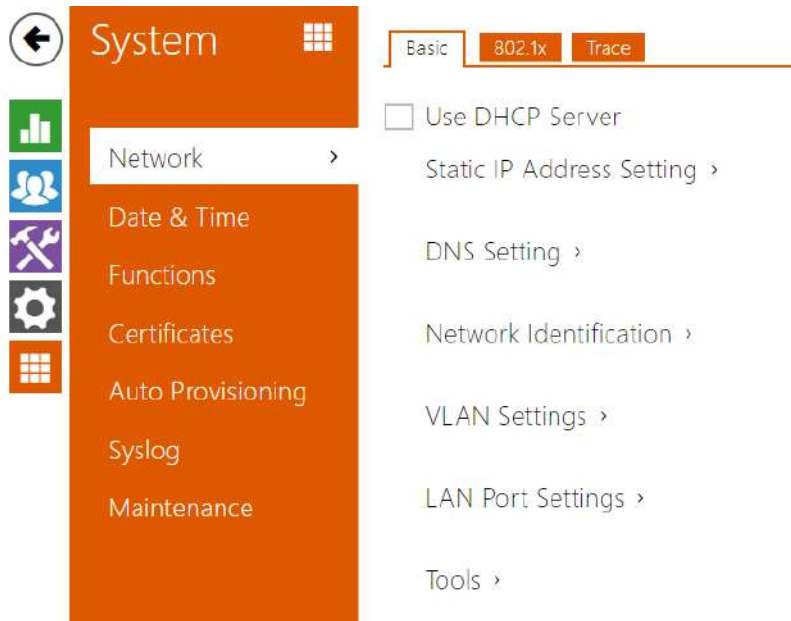 System
Network
Date & Time
Functions
Certificates
Auto Provisioning
Syslog
Maintenance
Basic 802.1x Trace
Use DHCP Server
Static IP Address Setting ›
DNS Setting ›
Network Identification ›
VLAN Settings ›
LAN Port Settings ›
Tools ›